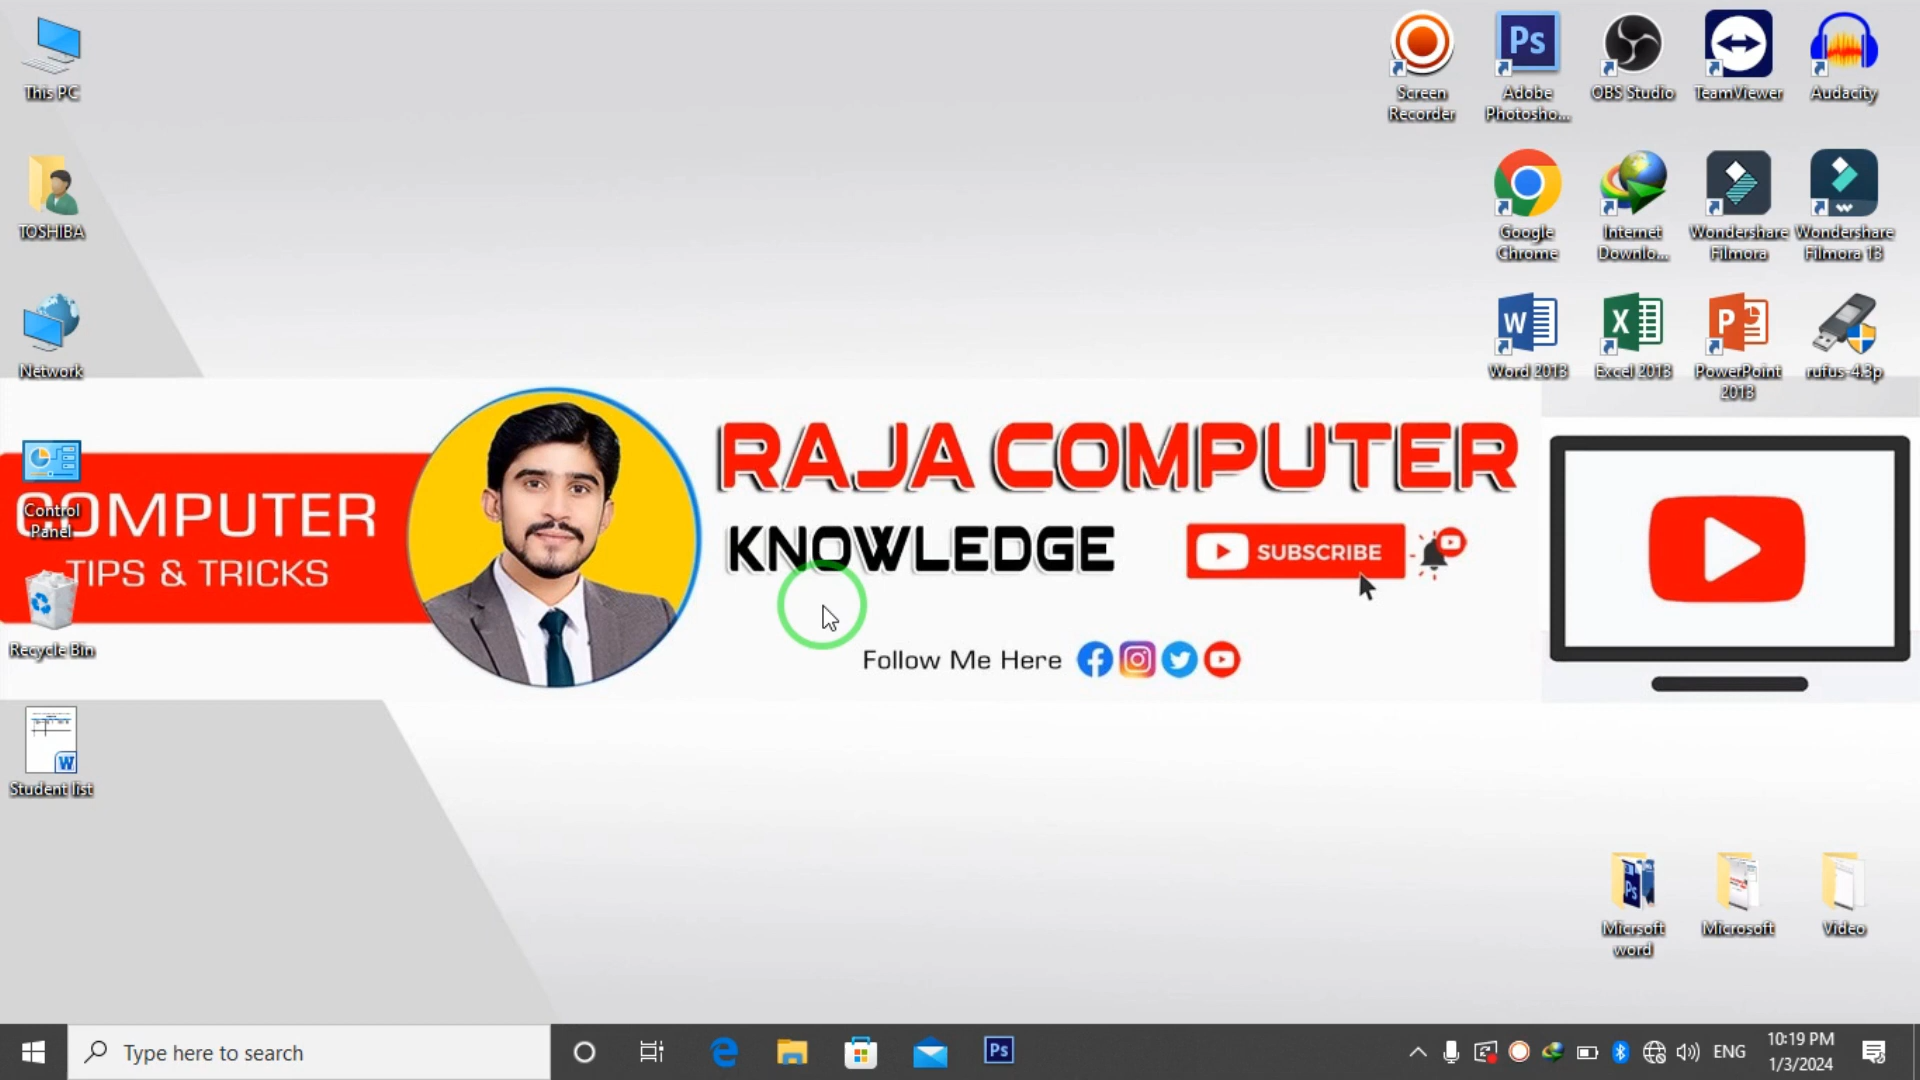 This PC
TOSHIBA
Network
Control
Panel
Recycle Bin
Student list
W
Screen
Recorder
Ps
Adobe
Photosho...
OBS Studio
TeamViewer
Audacity
Google
Chrome
Internet
Downlo...
Wondershare
Filmora
Wondershare
Filmora 13
W
Word 2013
X
Excel 2013
P
PowerPoint
2013
rufus-4.3p
COMPUTER
TIPS & TRICKS
RAJA COMPUTER
KNOWLEDGE
SUBSCRIBE
Follow Me Here
Ps
Micrsoft
word
Microsoft
Video
Type here to search
Ps
ENG
10:19 PM
1/3/2024